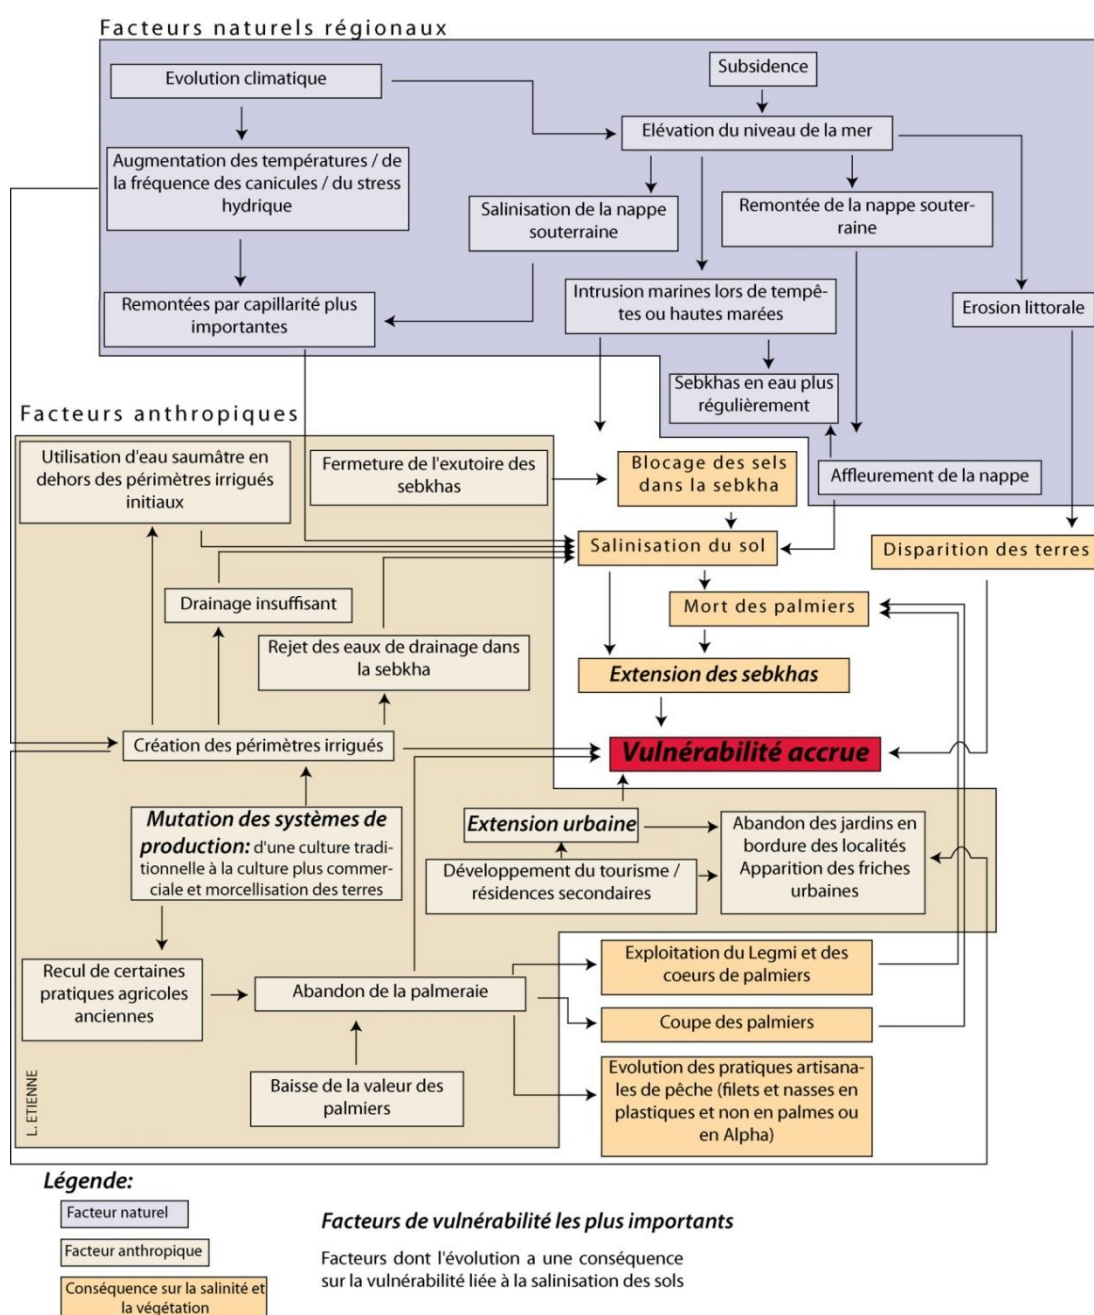 Facteurs naturels régionaux
Evolution climatique
Subsidence
Elévation du niveau de la mer
Augmentation des températures / de
la fréquence des canicules / du stress
hydrique
Salinisation de la nappe
souterraine
Remontée de la nappe souter-
raine
Remontées par capillarité plus
importantes
Intrusion marines lors de tempê-
tes ou hautes marées
Erosion littorale
Sebkhas en eau plus
régulièrement
Facteurs anthropiques
Utilisation d'eau saumâtre en
dehors des périmètres irrigués
initiaux
Fermeture de l'exutoire des
sebkhas
Blocage des sels
dans la sebkha
Affleurement de la nappe
Salinisation du sol
Disparition des terres
Drainage insuffisant
Mort des palmiers
Rejet des eaux de drainage dans
la sebkha
Extension des sebkhas
Création des périmètres irrigués
Vulnérabilité accrue
Mutation des systèmes de
production: d'une culture tradi-
tionnelle à la culture plus commer-
ciale et morcellisation des terres
Extension urbaine
Abandon des jardins en
bordure des localités
Apparition des friches
urbaines
Développement du tourisme /
résidences secondaires
Recul de certaines
pratiques agricoles
anciennes
Abandon de la palmeraie
Exploitation du Legmi et des
coeurs de palmiers
Coupe des palmiers
Baisse de la valeur des
palmiers
Evolution des pratiques artisana-
les de pêche (filets et nasses en
plastiques et non en palmes ou
en Alpha)
L. ETIENNE
Légende:
Facteur naturel
Facteur anthropique
Conséquence sur la salinité et
la végétation
Facteurs de vulnérabilité les plus importants
Facteurs dont l'évolution a une conséquence
sur la vulnérabilité liée à la salinisation des sols